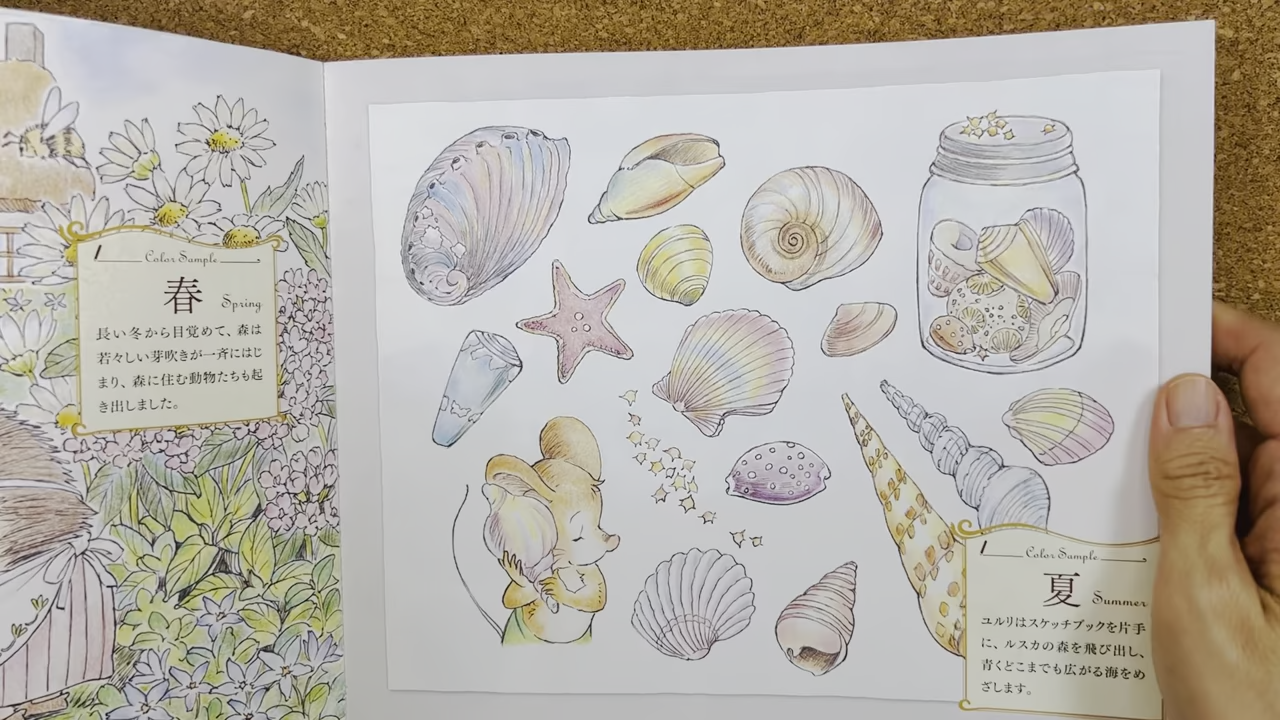 Color Sample
春 Spring
長い冬から目覚めて、森は
若々しい芽吹きが一斉にはじ
まり、森に住む動物たちも起
き出しました。
Color Sample
夏 Summer
ユルリはスケッチブックを片手
に、ルスカの森を飛び出し、
青くどこまでも広がる海をめ
ざします。